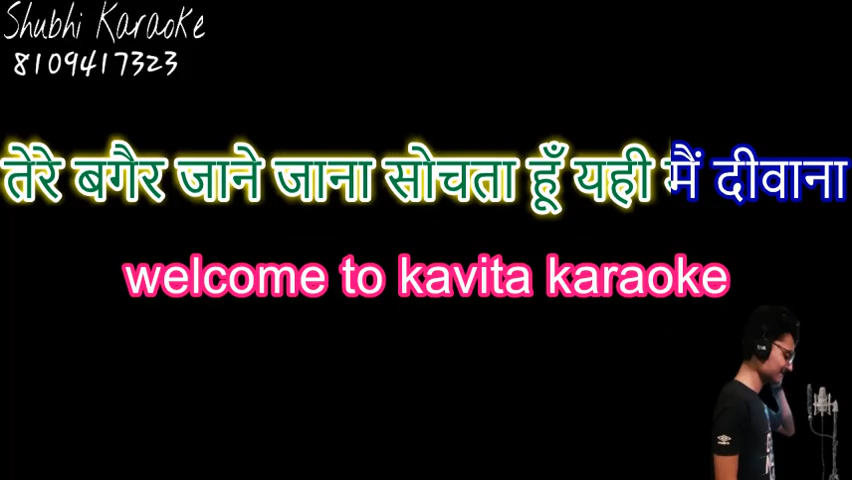 Shubhi Karaoke
8109417323
तेरे बगैर जाने जाना सोचता हूँ यही मैं दीवाना
welcome to kavita karaoke